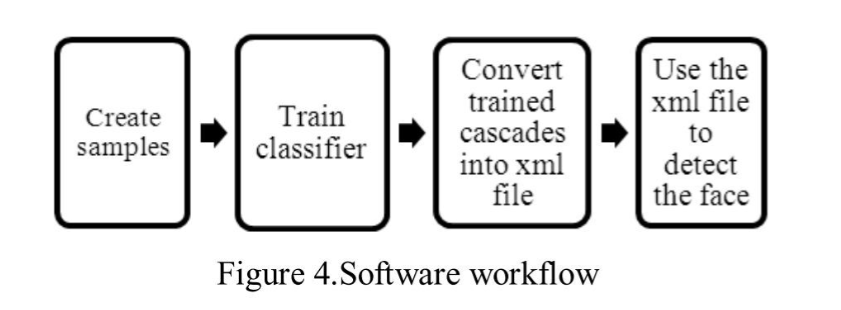 Create
samples
Train
classifier
Convert
trained
cascades
into xml
file
Use the
xml file
to
detect
the face
Figure 4.Software workflow